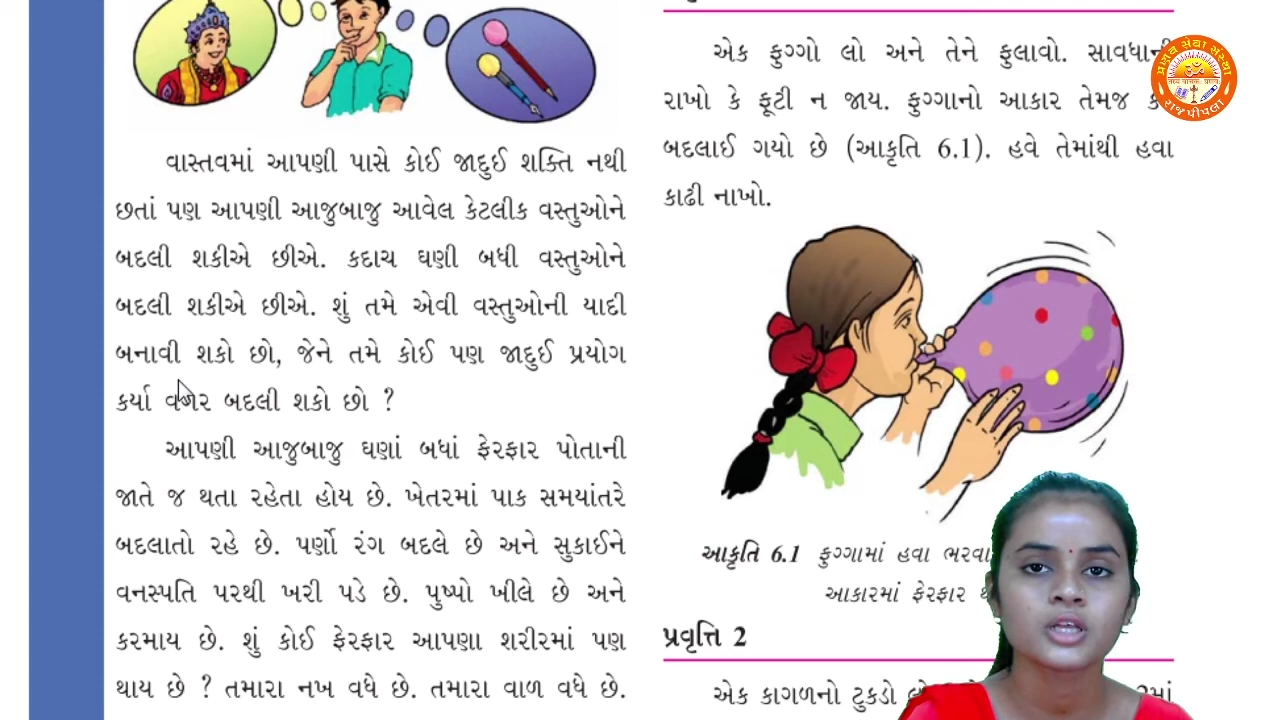 વાસ્તવમાં આપણી પાસે કોઈ જાદુઈ શક્તિ નથી
છતાં પણ આપણી આજુબાજુ આવેલ કેટલીક વસ્તુઓને
બદલી શકીએ છીએ. કદાચ ઘણી બધી વસ્તુઓને
બદલી શકીએ છીએ. શું તમે એવી વસ્તુઓની યાદી
બનાવી શકો છો, જેને તમે કોઈ પણ જાદુઈ પ્રયોગ
કર્યા વગેર બદલી શકો છો ?
આપણી આજુબાજુ ઘણાં બધાં ફેરફાર પોતાની
જાતે જ થતા રહેતા હોય છે. ખેતરમાં પાક સમયાંતરે
બદલાતો રહે છે. પર્ણો રંગ બદલે છે અને સુકાઈને
વનસ્પતિ પરથી ખરી પડે છે. પુષ્પો ખીલે છે અને
કરમાય છે. શું કોઈ ફેરફાર આપણા શરીરમાં પણ
થાય છે ? તમારા નખ વધે છે. તમારા વાળ વધે છે.
એક ફુગ્ગો લો અને તેને ફુલાવો.
રાખો કે ફૂટી ન જાય. ફુગ્ગાનો આકાર તેમજ
બદલાઈ ગયો છે (આકૃતિ 6.1). હવે તેમાંથી હવા
કાઢી નાખો.
આકૃતિ 6.1 ફુગ્ગામાં હવા
આકારમાં ફેરફાર
પ્રવૃત્તિ 2
એક કાગળનો ટુકડો
પ્રણવ સેવા સંસ્થા
રાજપીપલા